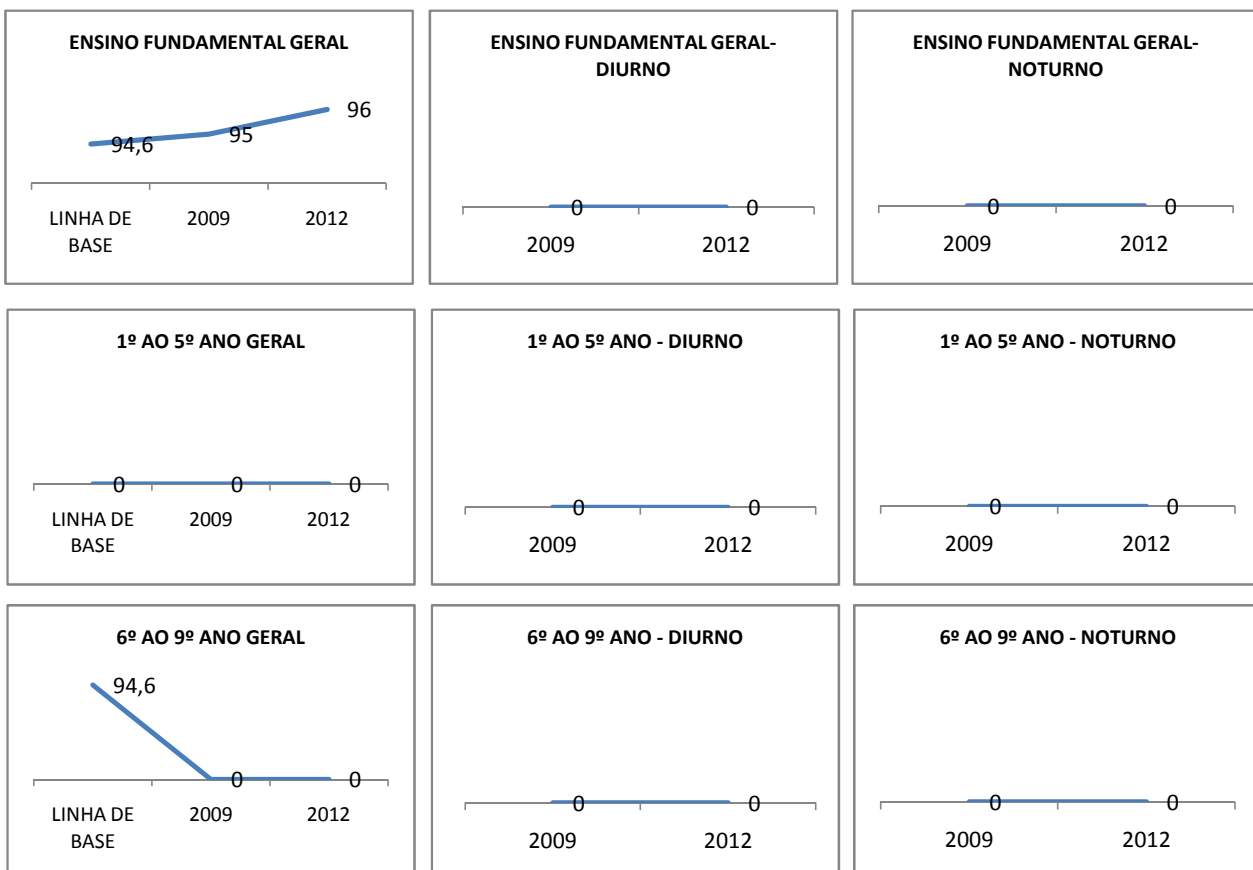 ENSINO FUNDAMENTAL GERAL
94,6
95
96
LINHA DE
BASE
2009
2012
ENSINO FUNDAMENTAL GERAL-
DIURNO
0
0
2009
2012
ENSINO FUNDAMENTAL GERAL-
NOTURNO
0
0
2009
2012
1º AO 5º ANO GERAL
0
0
0
LINHA DE
BASE
2009
2012
1º AO 5º ANO - DIURNO
0
0
2009
2012
1º AO 5º ANO - NOTURNO
0
0
2009
2012
6º AO 9º ANO GERAL
94,6
0
0
LINHA DE
BASE
2009
2012
6º AO 9º ANO - DIURNO
0
0
2009
2012
6º AO 9º ANO - NOTURNO
0
0
2009
2012